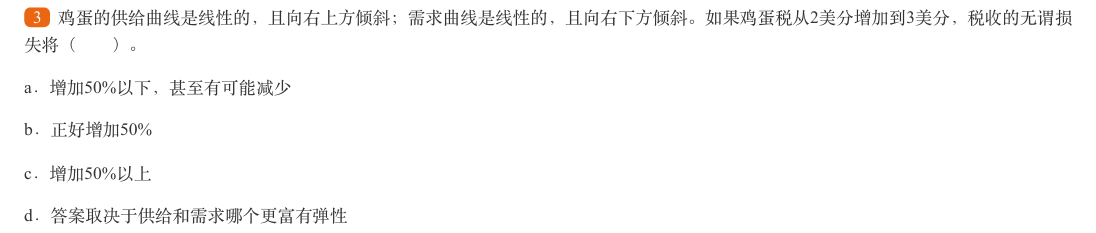 3 鸡蛋的供给曲线是线性的，且向右上方倾斜；需求曲线是线性的，且向右下方倾斜。如果鸡蛋税从2美分增加到3美分，税收的无谓损
失将（　　）。
a．增加50%以下，甚至有可能减少
b．正好增加50%
c．增加50%以上
d．答案取决于供给和需求哪个更富有弹性